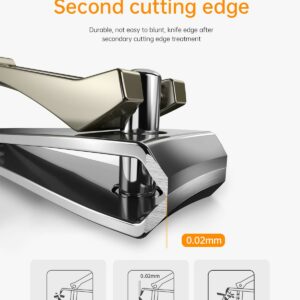 Second cutting edge
Durable, not easy to blunt, knife edge after
secondary cutting edge treatment
0.02mm
0.02mm